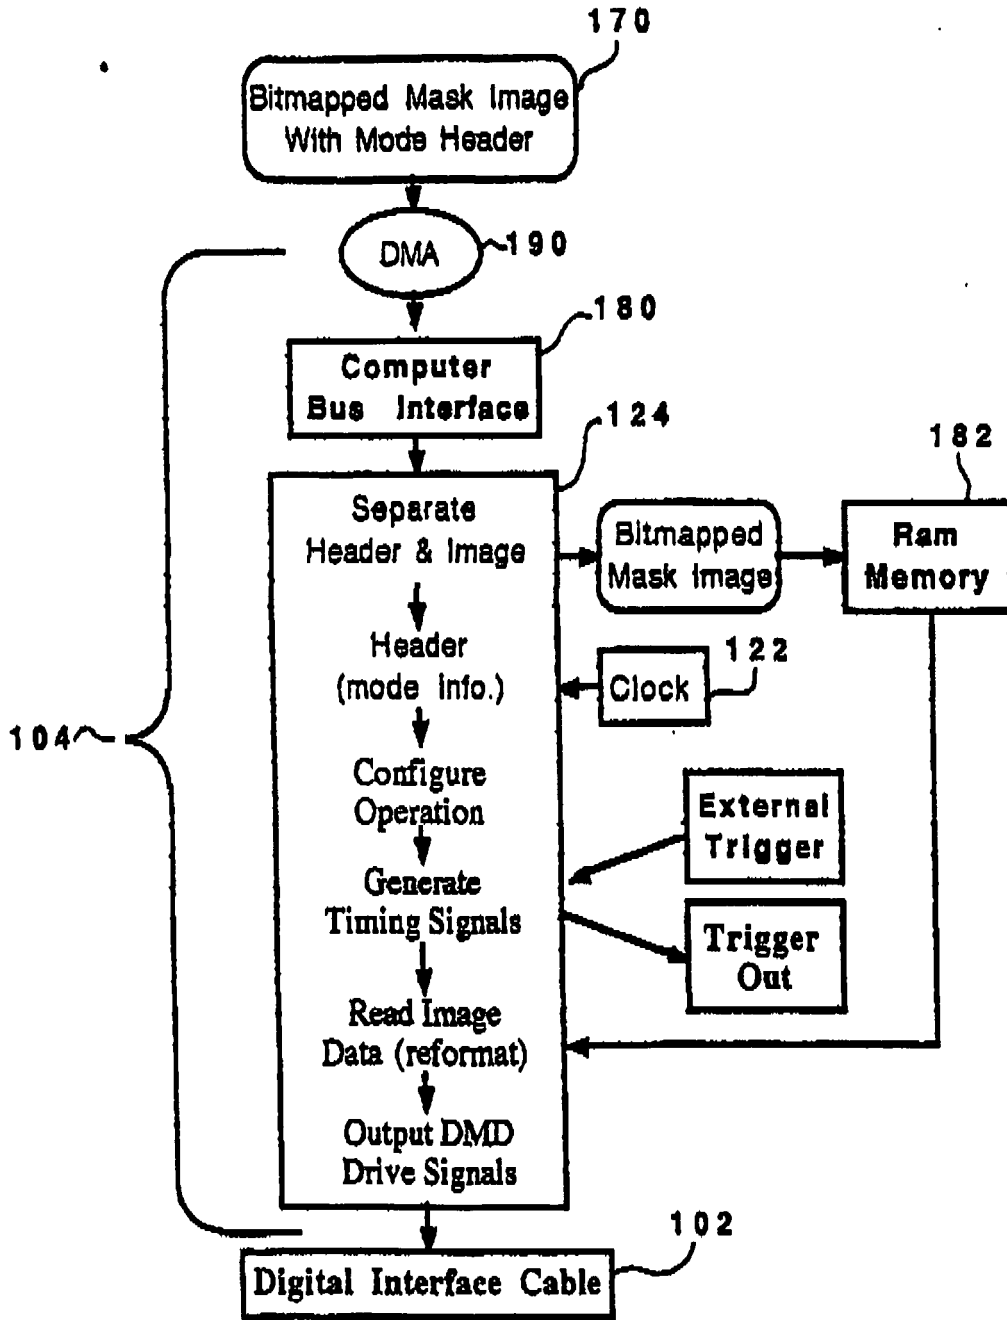 170
Bitmapped Mask Image
With Mode Header
DMA
190
180
Computer
Bus Interface
124
182
Separate
Header & Image
Bitmapped
Mask Image
Ram
Memory
Header
(mode info.)
122
Clock
104
Configure
Operation
External
Trigger
Generate
Timing Signals
Trigger
Out
Read Image
Data (reformat)
Output DMD
Drive Signals
102
Digital Interface Cable